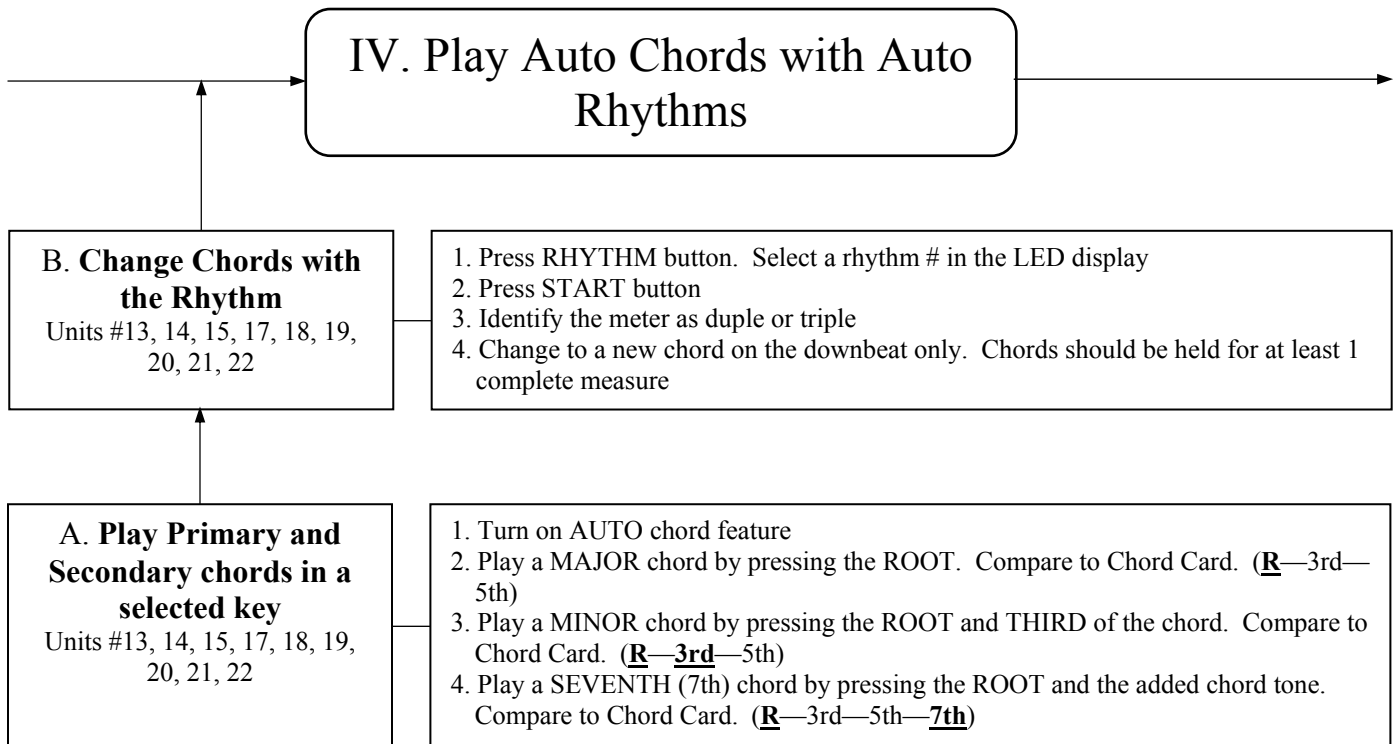 IV. Play Auto Chords with Auto
Rhythms
B. Change Chords with
the Rhythm
Units #13, 14, 15, 17, 18, 19,
20, 21, 22
1. Press RHYTHM button. Select a rhythm # in the LED display
2. Press START button
3. Identify the meter as duple or triple
4. Change to a new chord on the downbeat only. Chords should be held for at least 1
complete measure
A. Play Primary and
Secondary chords in a
selected key
Units #13, 14, 15, 17, 18, 19,
20, 21, 22
1. Turn on AUTO chord feature
2. Play a MAJOR chord by pressing the ROOT. Compare to Chord Card. (R—3rd—
5th)
3. Play a MINOR chord by pressing the ROOT and THIRD of the chord. Compare to
Chord Card. (R—3rd—5th)
4. Play a SEVENTH (7th) chord by pressing the ROOT and the added chord tone.
Compare to Chord Card. (R—3rd—5th—7th)